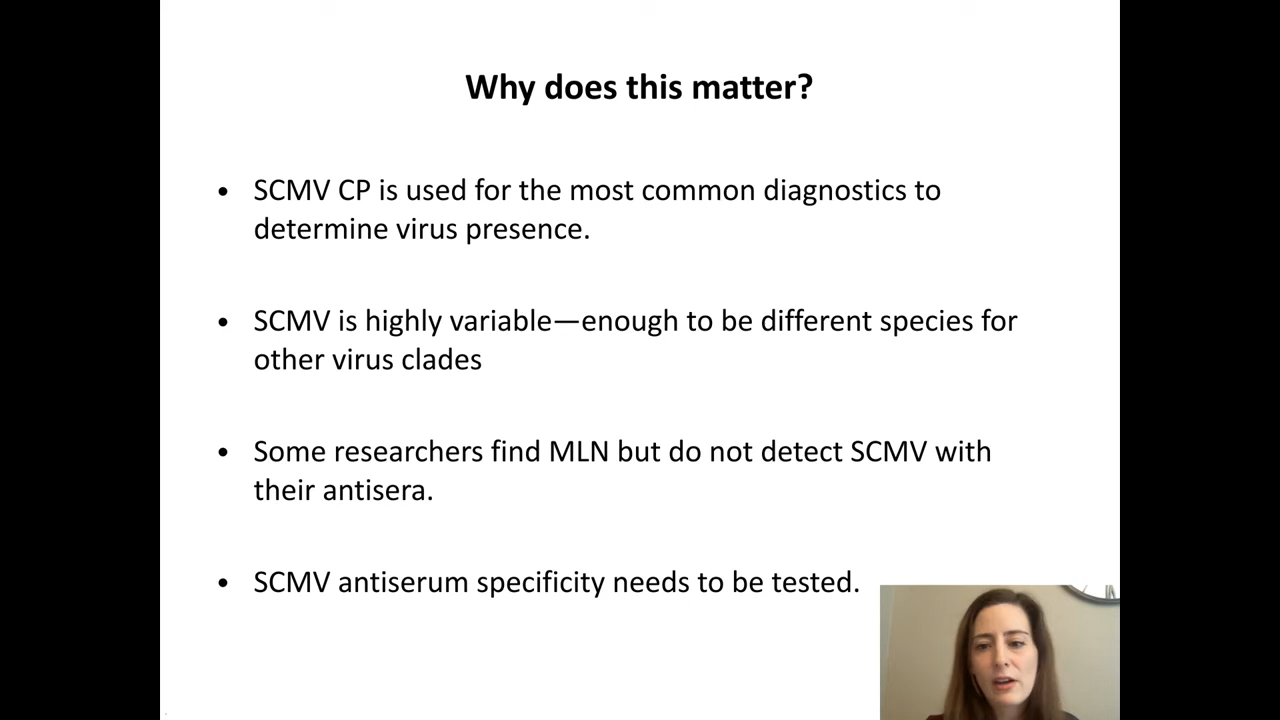 Why does this matter?
• SCMV CP is used for the most common diagnostics to
determine virus presence.
• SCMV is highly variable—enough to be different species for
other virus clades
• Some researchers find MLN but do not detect SCMV with
their antisera.
• SCMV antiserum specificity needs to be tested.